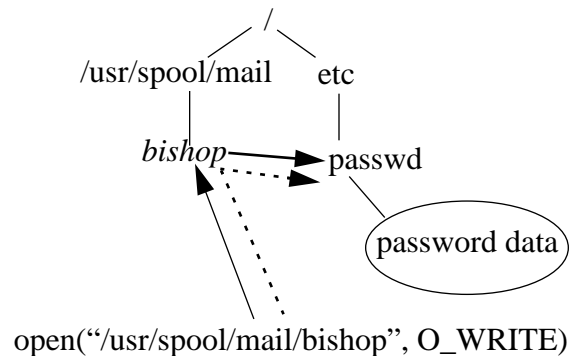 /
/usr/spool/mail etc
bishop passwd
password data
open(“/usr/spool/mail/bishop”, O_WRITE)